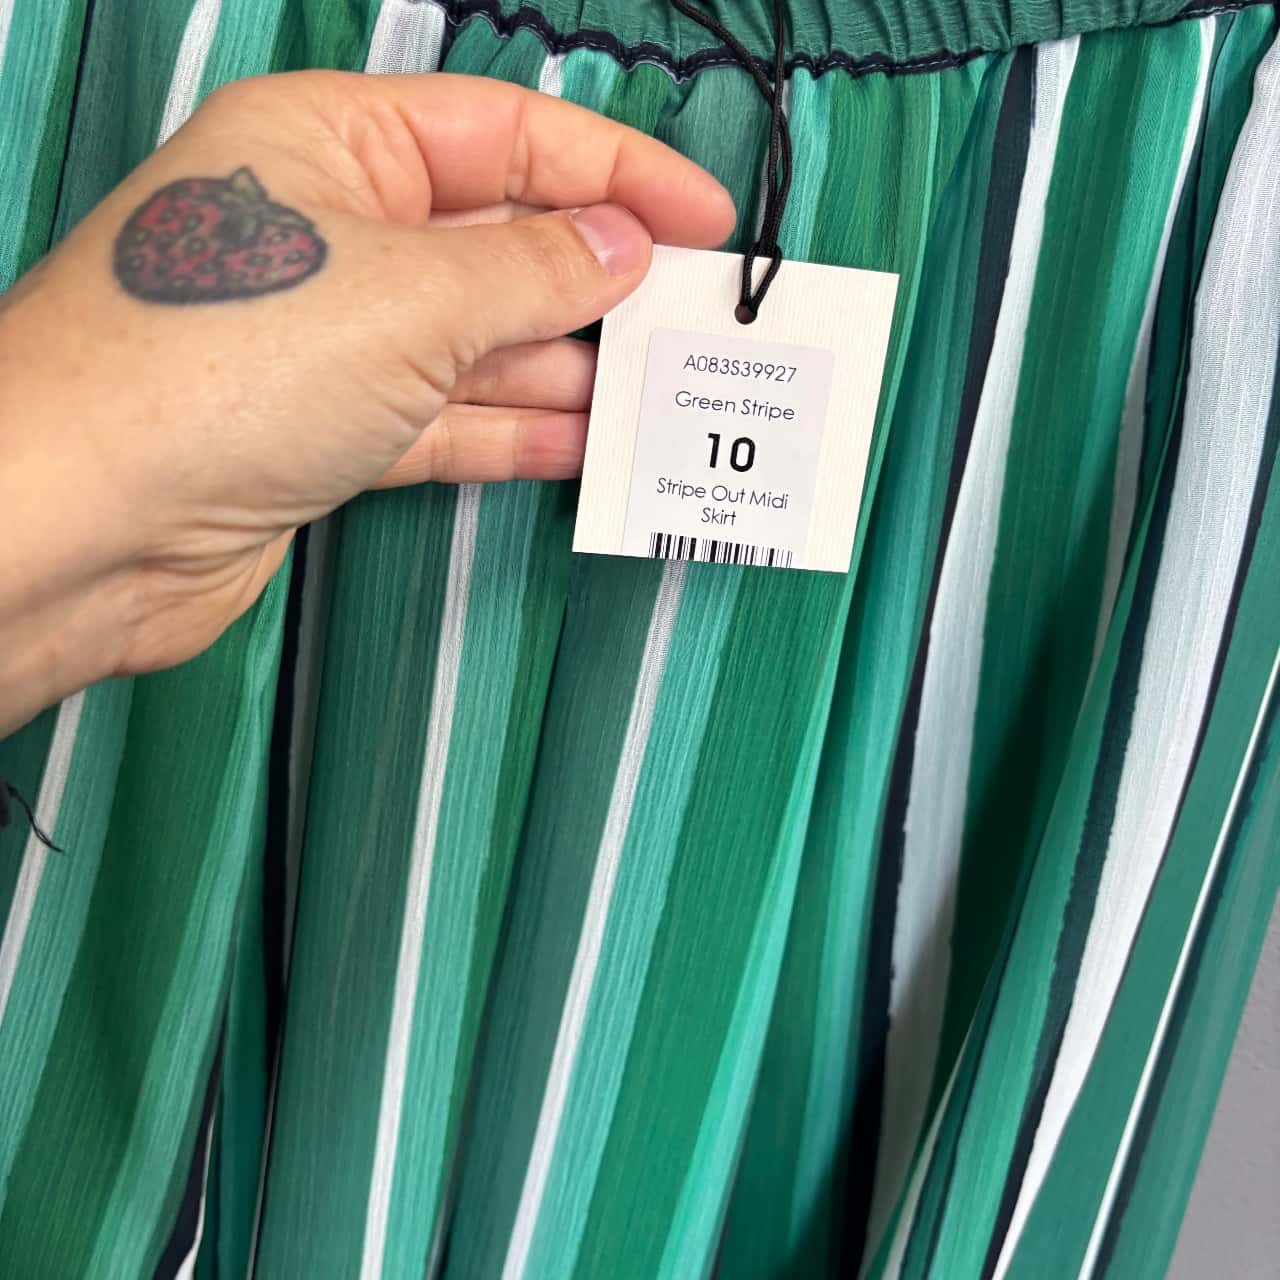 A083S39927
Green Stripe
10
Stripe Out Midi
Skirt